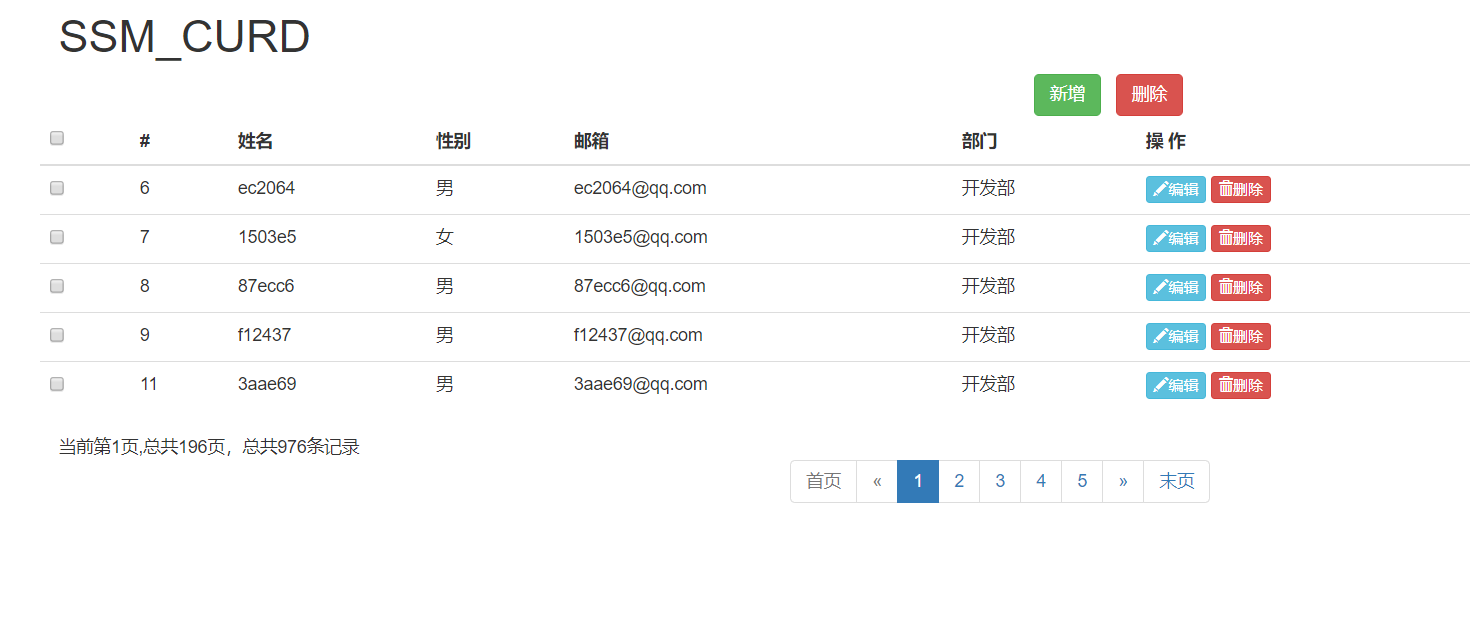 SSM_CURD
新增 删除
# 姓名 性别 邮箱 部门 操 作
6 ec2064 男 ec2064@qq.com 开发部 编辑 删除
7 1503e5 女 1503e5@qq.com 开发部 编辑 删除
8 87ecc6 男 87ecc6@qq.com 开发部 编辑 删除
9 f12437 男 f12437@qq.com 开发部 编辑 删除
11 3aae69 男 3aae69@qq.com 开发部 编辑 删除
当前第1页,总共196页，总共976条记录
首页 « 1 2 3 4 5 » 末页